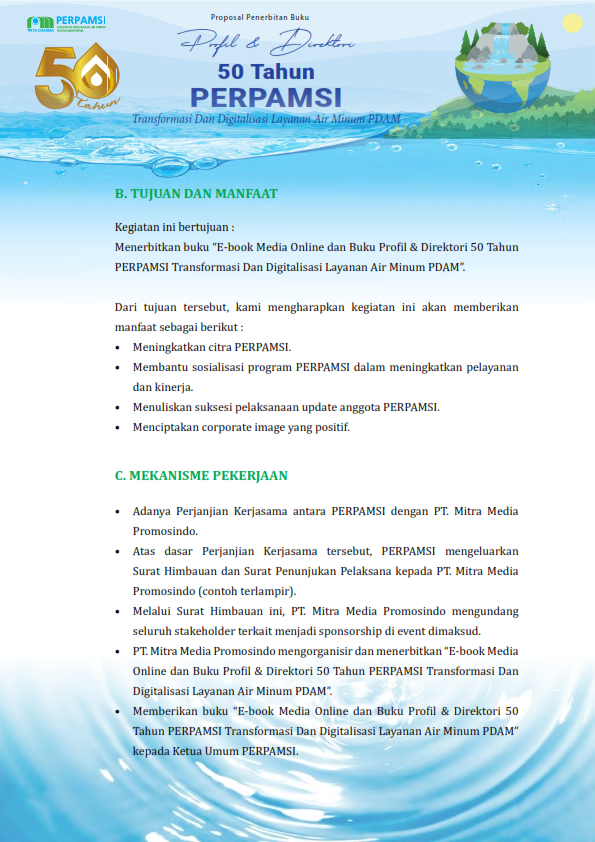 Proposal Penerbitan Buku
PERPAMSI
Profil & Direktori
50 Tahun
PERPAMSI
Transformasi Dan Digitalisasi Layanan Air Minum PDAM
50
tahun
B. TUJUAN DAN MANFAAT
Kegiatan ini bertujuan :
Menerbitkan buku “E-book Media Online dan Buku Profil & Direktori 50 Tahun
PERPAMSI Transformasi Dan Digitalisasi Layanan Air Minum PDAM”.
Dari tujuan tersebut, kami mengharapkan kegiatan ini akan memberikan
manfaat sebagai berikut :
• Meningkatkan citra PERPAMSI.
• Membantu sosialisasi program PERPAMSI dalam meningkatkan pelayanan
dan kinerja.
• Menuliskan suksesi pelaksanaan update anggota PERPAMSI.
• Menciptakan corporate image yang positif.
C. MEKANISME PEKERJAAN
• Adanya Perjanjian Kerjasama antara PERPAMSI dengan PT. Mitra Media
Promosindo.
• Atas dasar Perjanjian Kerjasama tersebut, PERPAMSI mengeluarkan
Surat Himbauan dan Surat Penunjukan Pelaksana kepada PT. Mitra Media
Promosindo (contoh terlampir).
• Melalui Surat Himbauan ini, PT. Mitra Media Promosindo mengundang
seluruh stakeholder terkait menjadi sponsorship di event dimaksud.
• PT. Mitra Media Promosindo mengorganisir dan menerbitkan “E-book Media
Online dan Buku Profil & Direktori 50 Tahun PERPAMSI Transformasi Dan
Digitalisasi Layanan Air Minum PDAM”.
• Memberikan buku “E-book Media Online dan Buku Profil & Direktori 50
Tahun PERPAMSI Transformasi Dan Digitalisasi Layanan Air Minum PDAM”
kepada Ketua Umum PERPAMSI.